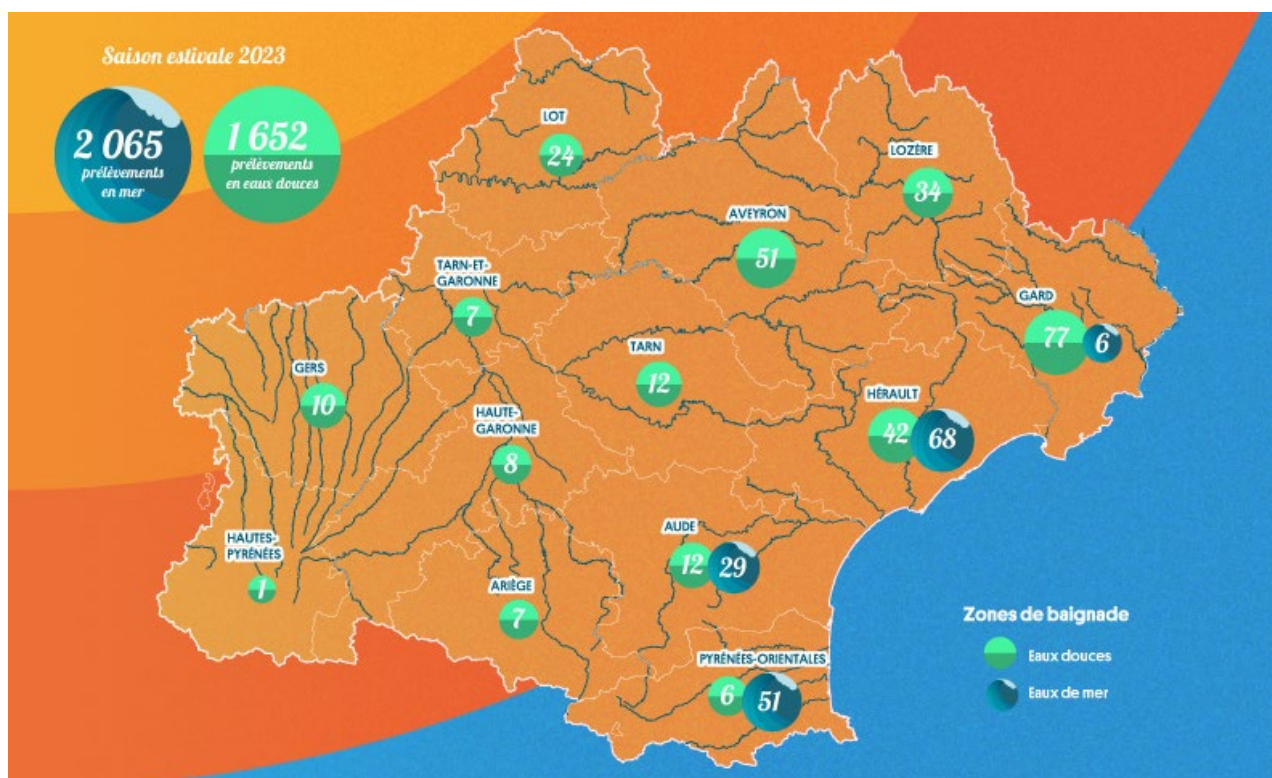 Saison estivale 2023
2 065
prélèvements
en mer
1 652
prélèvements
en eaux douces
LOT
24
LOZÈRE
34
AVEYRON
51
TARN-ET-
GARONNE
7
GARD
77
6
TARN
12
GERS
10
HÉRAULT
42
68
HAUTE-
GARONNE
8
AUDE
12
29
HAUTES-
PYRÉNÉES
1
ARIÈGE
7
PYRÉNÉES-ORIENTALES
6
51
Zones de baignade
Eaux douces
Eaux de mer